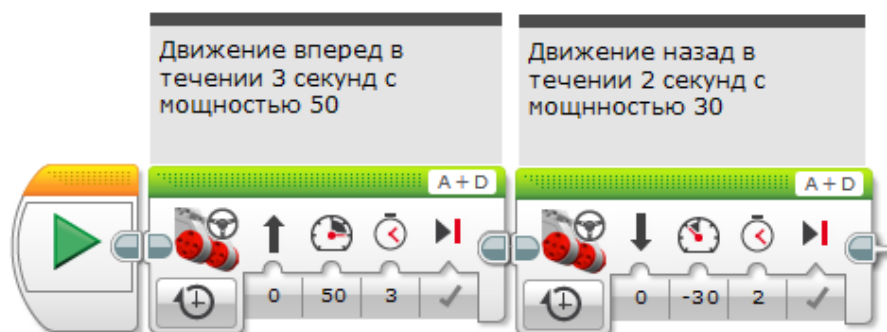 Движение вперед в
течении 3 секунд с
мощностью 50
Движение назад в
течении 2 секунд с
мощнностью 30
A+D
0 50 3
A+D
0 -30 2